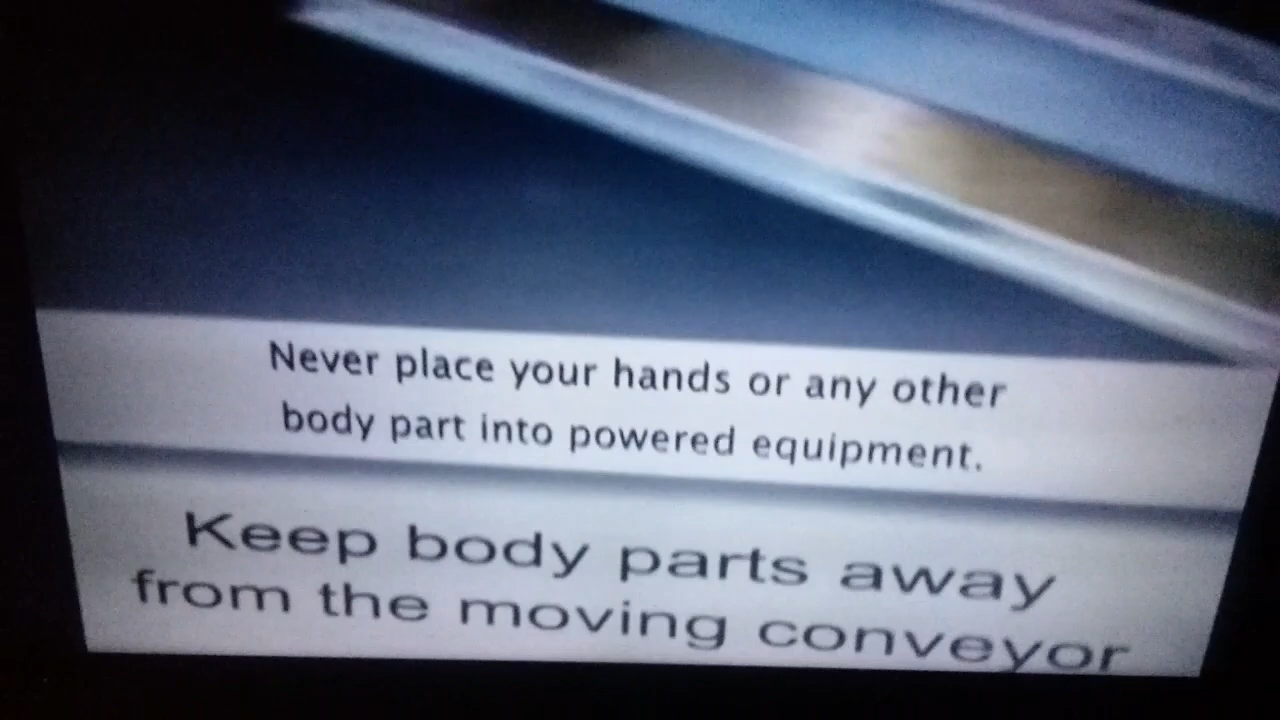 Never place your hands or any other
body part into powered equipment.
Keep body parts away
from the moving conveyor